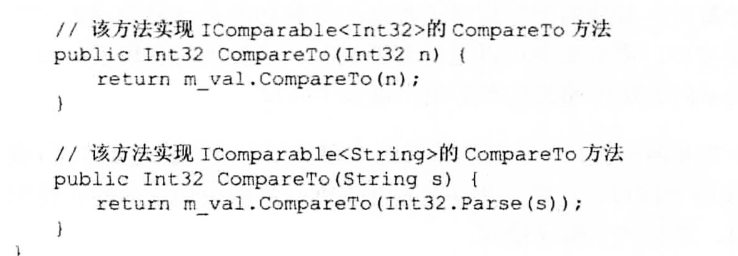 // 该方法实现 IComparable<Int32>的 CompareTo 方法
public Int32 CompareTo(Int32 n) {
return m_val.CompareTo(n);
}
// 该方法实现 IComparable<String>的 CompareTo 方法
public Int32 CompareTo(String s) {
return m_val.CompareTo(Int32.Parse(s));
}
}